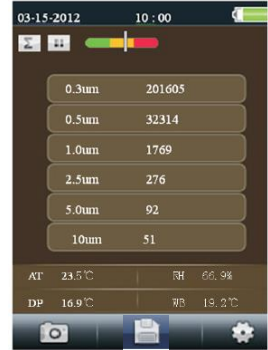 03-15-2012 10:00
Σ
0.3um 201605
0.5um 32314
1.0um 1769
2.5um 276
5.0um 92
10um 51
AT 23.5℃ RH 66.9%
DP 16.9℃ WB 19.2℃